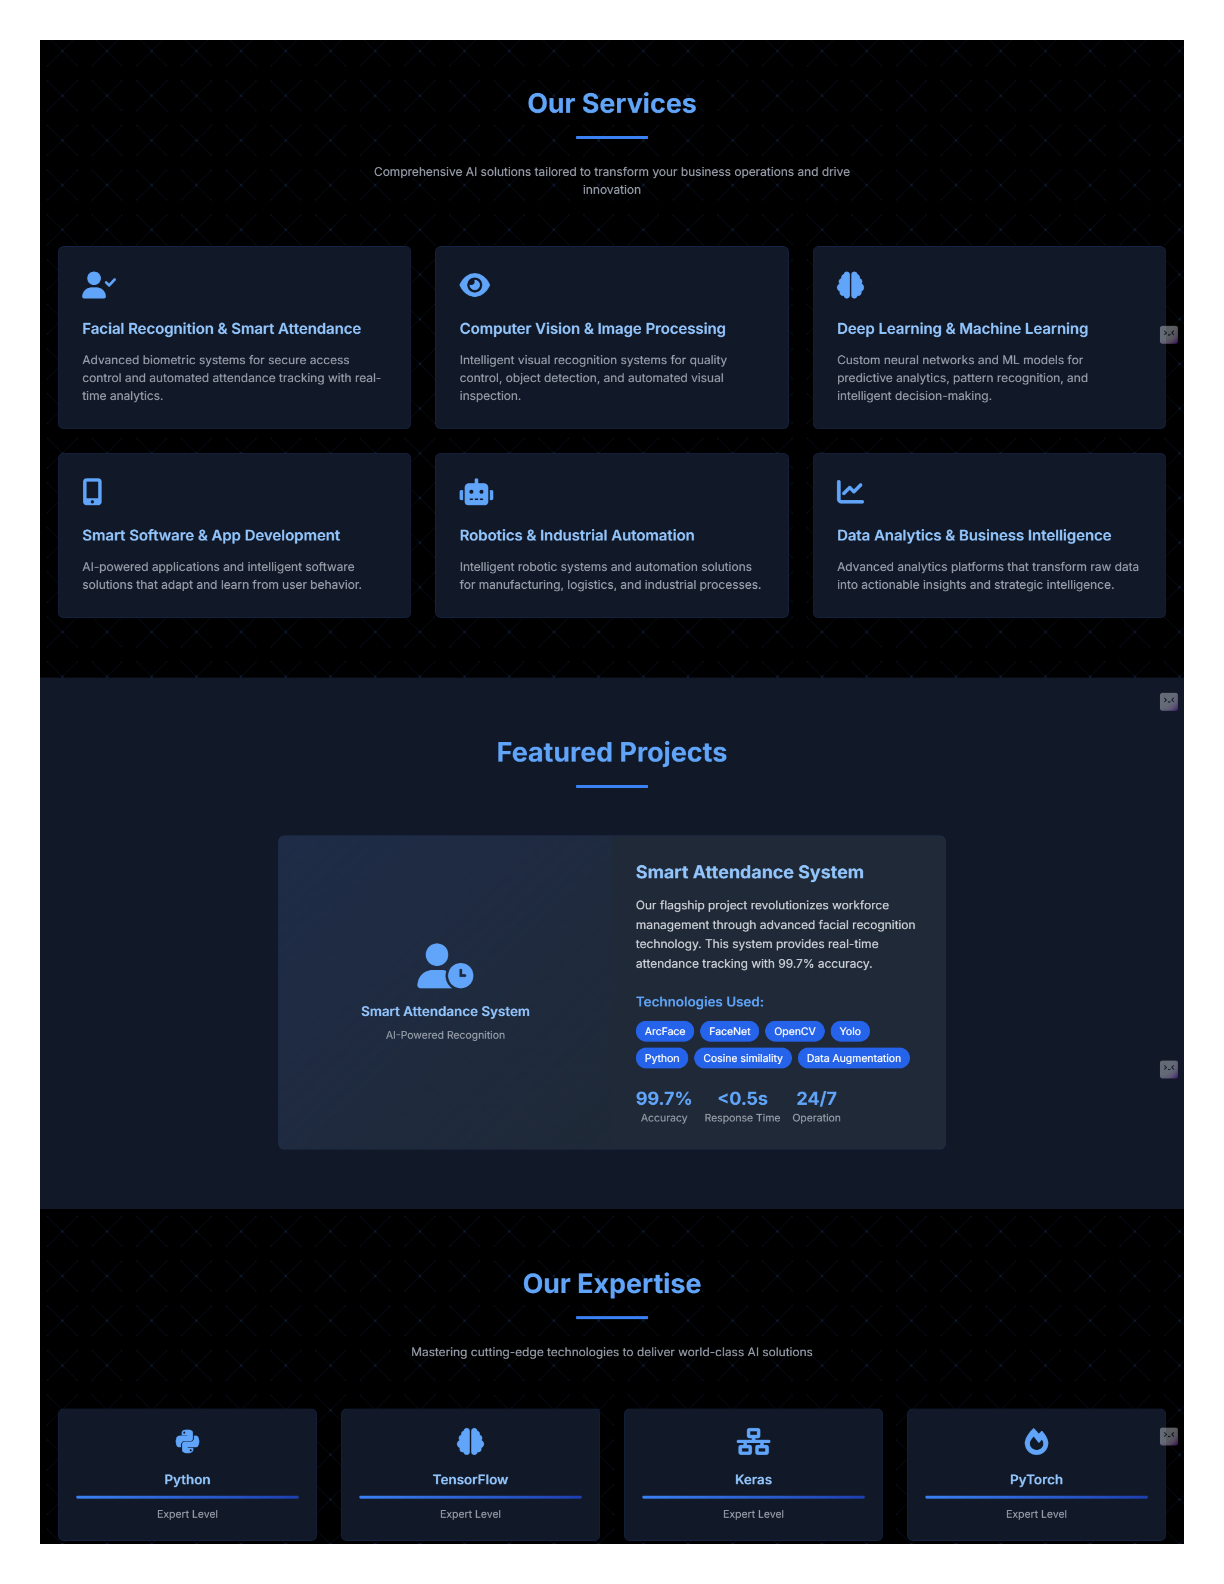 Our Services
Comprehensive AI solutions tailored to transform your business operations and drive
innovation
Facial Recognition & Smart Attendance
Advanced biometric systems for secure access
control and automated attendance tracking with real-
time analytics.
Computer Vision & Image Processing
Intelligent visual recognition systems for quality
control, object detection, and automated visual
inspection.
Deep Learning & Machine Learning
Custom neural networks and ML models for
predictive analytics, pattern recognition, and
intelligent decision-making.
Smart Software & App Development
AI-powered applications and intelligent software
solutions that adapt and learn from user behavior.
Robotics & Industrial Automation
Intelligent robotic systems and automation solutions
for manufacturing, logistics, and industrial processes.
Data Analytics & Business Intelligence
Advanced analytics platforms that transform raw data
into actionable insights and strategic intelligence.
Featured Projects
Smart Attendance System
AI-Powered Recognition
Smart Attendance System
Our flagship project revolutionizes workforce
management through advanced facial recognition
technology. This system provides real-time
attendance tracking with 99.7% accuracy.
Technologies Used:
ArcFace FaceNet OpenCV Yolo
Python Cosine similality Data Augmentation
99.7% <0.5s 24/7
Accuracy Response Time Operation
Our Expertise
Mastering cutting-edge technologies to deliver world-class AI solutions
Python
Expert Level
TensorFlow
Expert Level
Keras
Expert Level
PyTorch
Expert Level